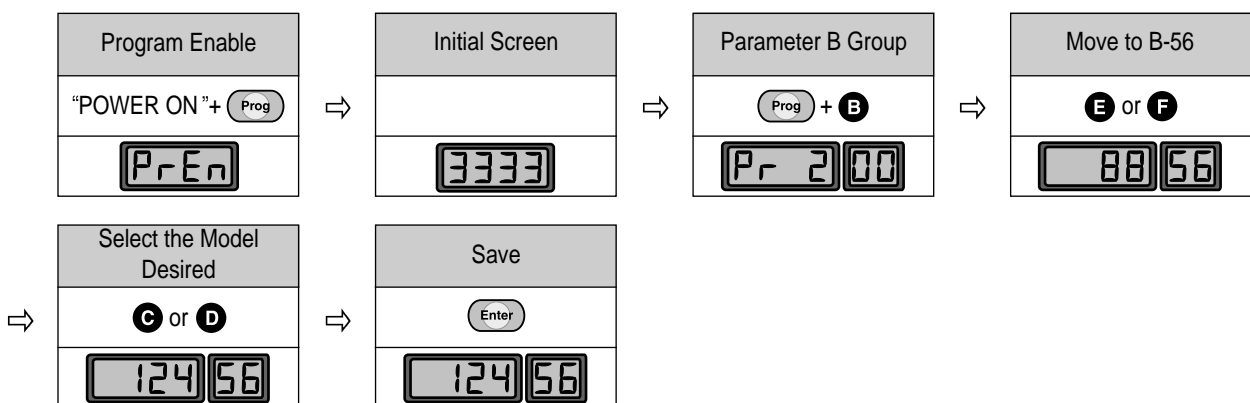 Program Enable
Initial Screen
Parameter B Group
Move to B-56
“POWER ON ”+ Prog
Prog + B
E or F
PrEn
3333
Pr 2 00
88 56
Select the Model
Desired
Save
C or D
Enter
124 56
124 56